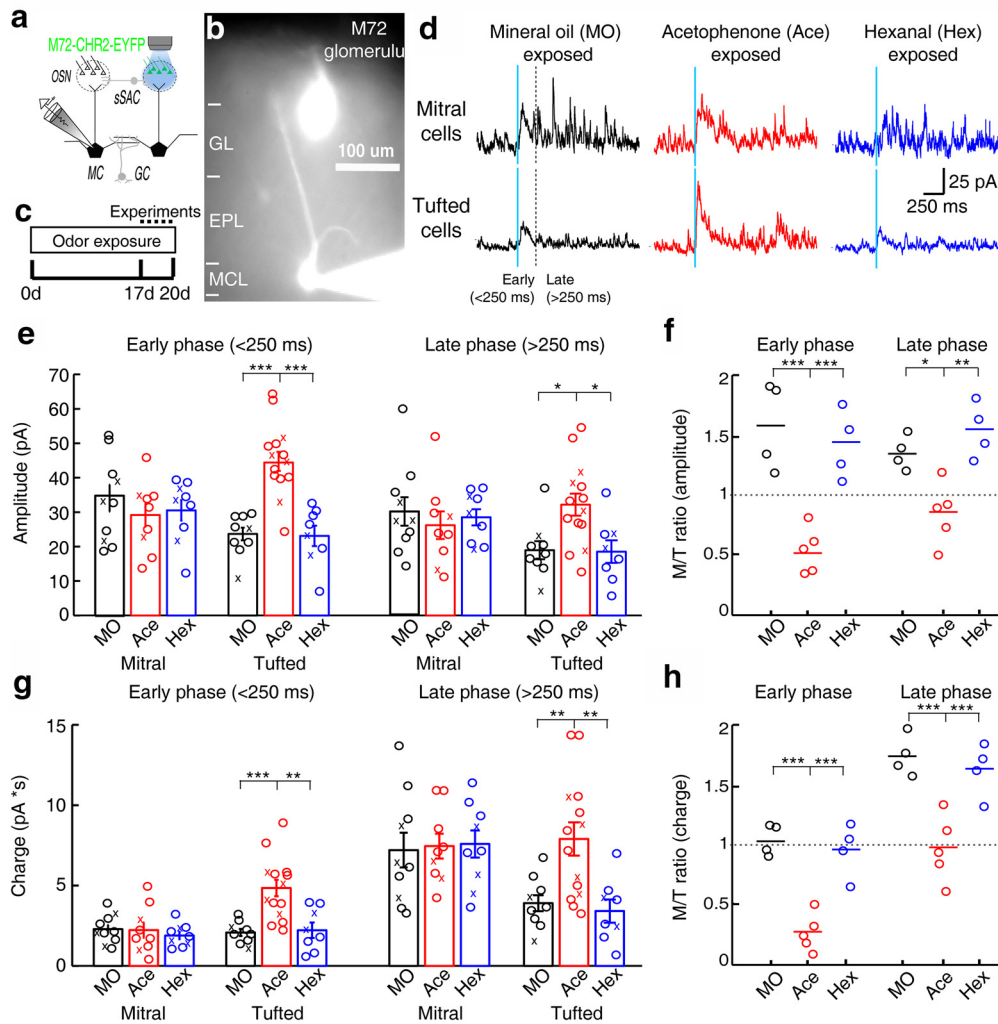 a
M72-CHR2-EYFP
OSN
sSAC
MC
GC
b
M72
glomerulu
GL
100 um
EPL
MCL
c
Experiments
Odor exposure
0d
17d
20d
d
Mineral oil (MO)
exposed
Acetophenone (Ace)
exposed
Hexanal (Hex)
exposed
Mitral
cells
25 pA
250 ms
Tufted
cells
Early
(<250 ms)
Late
(>250 ms)
e
Early phase (<250 ms)
Late phase (>250 ms)
*** ***
* *
Amplitude (pA)
70
60
50
40
30
20
10
0
MO Ace Hex MO Ace Hex MO Ace Hex MO Ace Hex
Mitral Tufted Mitral Tufted
f
Early phase Late phase
*** *** * **
M/T ratio (amplitude)
2
1.5
1
0.5
0
MO Ace Hex MO Ace Hex
g
Early phase (<250 ms)
Late phase (>250 ms)
*** **
** **
Charge (pA *s)
15
10
5
0
MO Ace Hex MO Ace Hex MO Ace Hex MO Ace Hex
Mitral Tufted Mitral Tufted
h
Early phase Late phase
*** *** *** ***
M/T ratio (charge)
2
1.5
1
0.5
0
MO Ace Hex MO Ace Hex